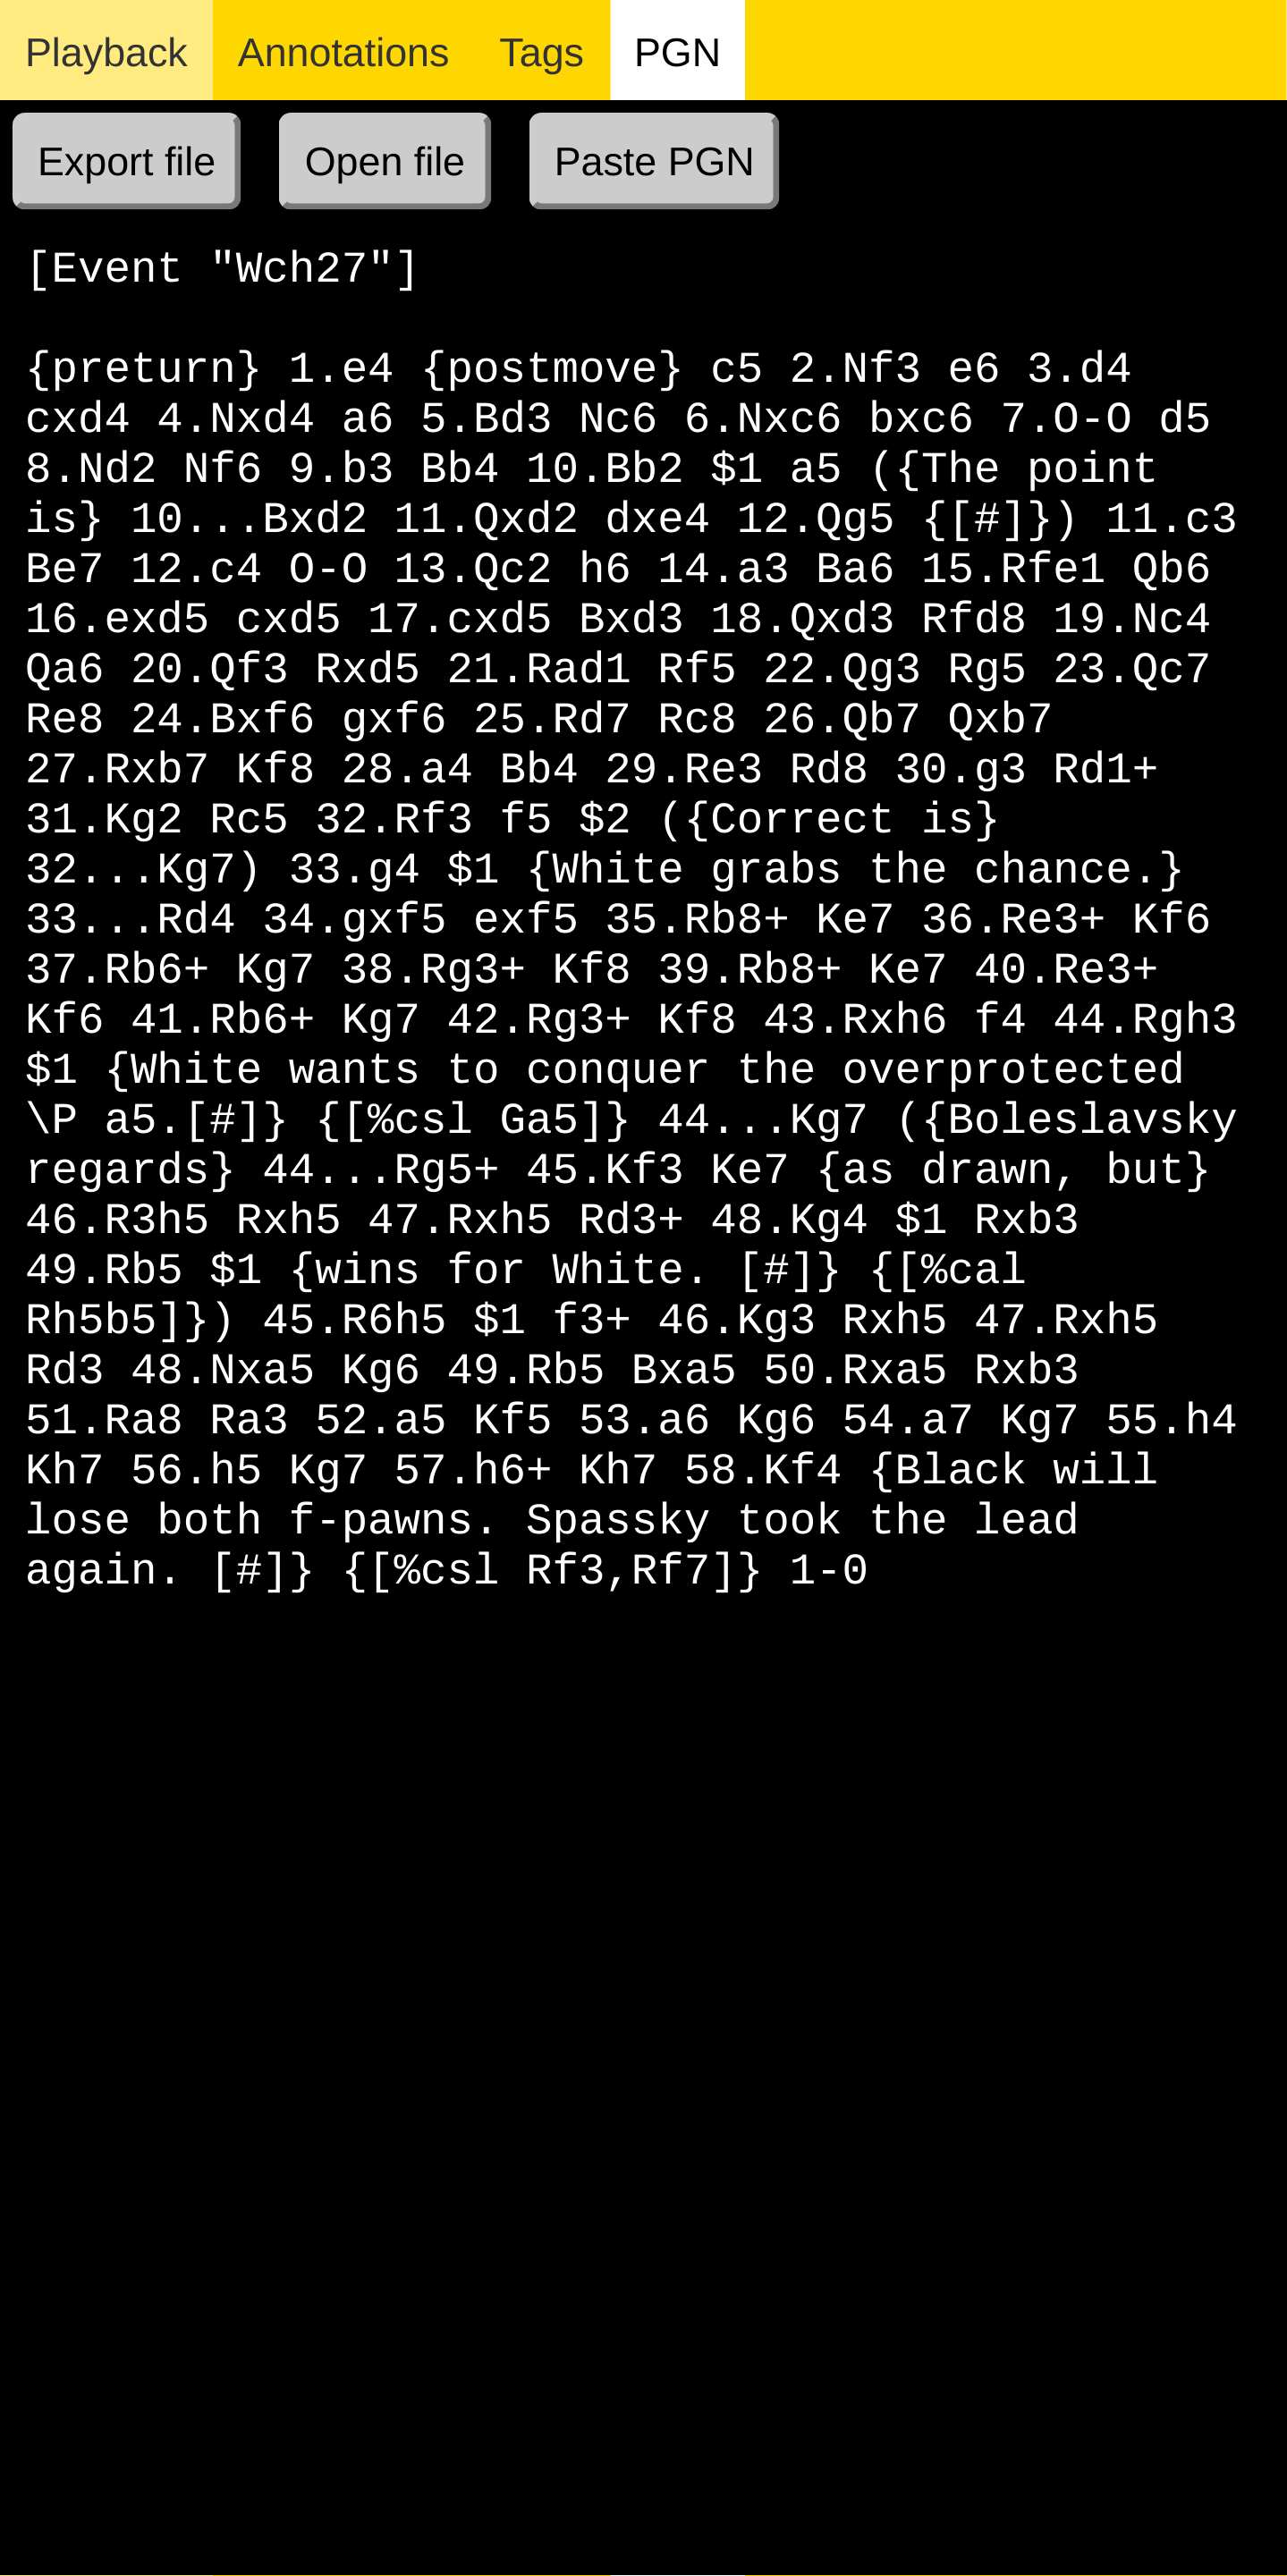 Playback Annotations Tags PGN
Export file Open file Paste PGN
[Event "Wch27"]
{preturn} 1.e4 {postmove} c5 2.Nf3 e6 3.d4
cxd4 4.Nxd4 a6 5.Bd3 Nc6 6.Nxc6 bxc6 7.O-O d5
8.Nd2 Nf6 9.b3 Bb4 10.Bb2 $1 a5 ({The point
is} 10...Bxd2 11.Qxd2 dxe4 12.Qg5 {[#]}) 11.c3
Be7 12.c4 O-O 13.Qc2 h6 14.a3 Ba6 15.Rfe1 Qb6
16.exd5 cxd5 17.cxd5 Bxd3 18.Qxd3 Rfd8 19.Nc4
Qa6 20.Qf3 Rxd5 21.Rad1 Rf5 22.Qg3 Rg5 23.Qc7
Re8 24.Bxf6 gxf6 25.Rd7 Rc8 26.Qb7 Qxb7
27.Rxb7 Kf8 28.a4 Bb4 29.Re3 Rd8 30.g3 Rd1+
31.Kg2 Rc5 32.Rf3 f5 $2 ({Correct is}
32...Kg7) 33.g4 $1 {White grabs the chance.}
33...Rd4 34.gxf5 exf5 35.Rb8+ Ke7 36.Re3+ Kf6
37.Rb6+ Kg7 38.Rg3+ Kf8 39.Rb8+ Ke7 40.Re3+
Kf6 41.Rb6+ Kg7 42.Rg3+ Kf8 43.Rxh6 f4 44.Rgh3
$1 {White wants to conquer the overprotected
\P a5.[#]} {[%csl Ga5]} 44...Kg7 ({Boleslavsky
regards} 44...Rg5+ 45.Kf3 Ke7 {as drawn, but}
46.R3h5 Rxh5 47.Rxh5 Rd3+ 48.Kg4 $1 Rxb3
49.Rb5 $1 {wins for White. [#]} {[%cal
Rh5b5]}) 45.R6h5 $1 f3+ 46.Kg3 Rxh5 47.Rxh5
Rd3 48.Nxa5 Kg6 49.Rb5 Bxa5 50.Rxa5 Rxb3
51.Ra8 Ra3 52.a5 Kf5 53.a6 Kg6 54.a7 Kg7 55.h4
Kh7 56.h5 Kg7 57.h6+ Kh7 58.Kf4 {Black will
lose both f-pawns. Spassky took the lead
again. [#]} {[%csl Rf3,Rf7]} 1-0